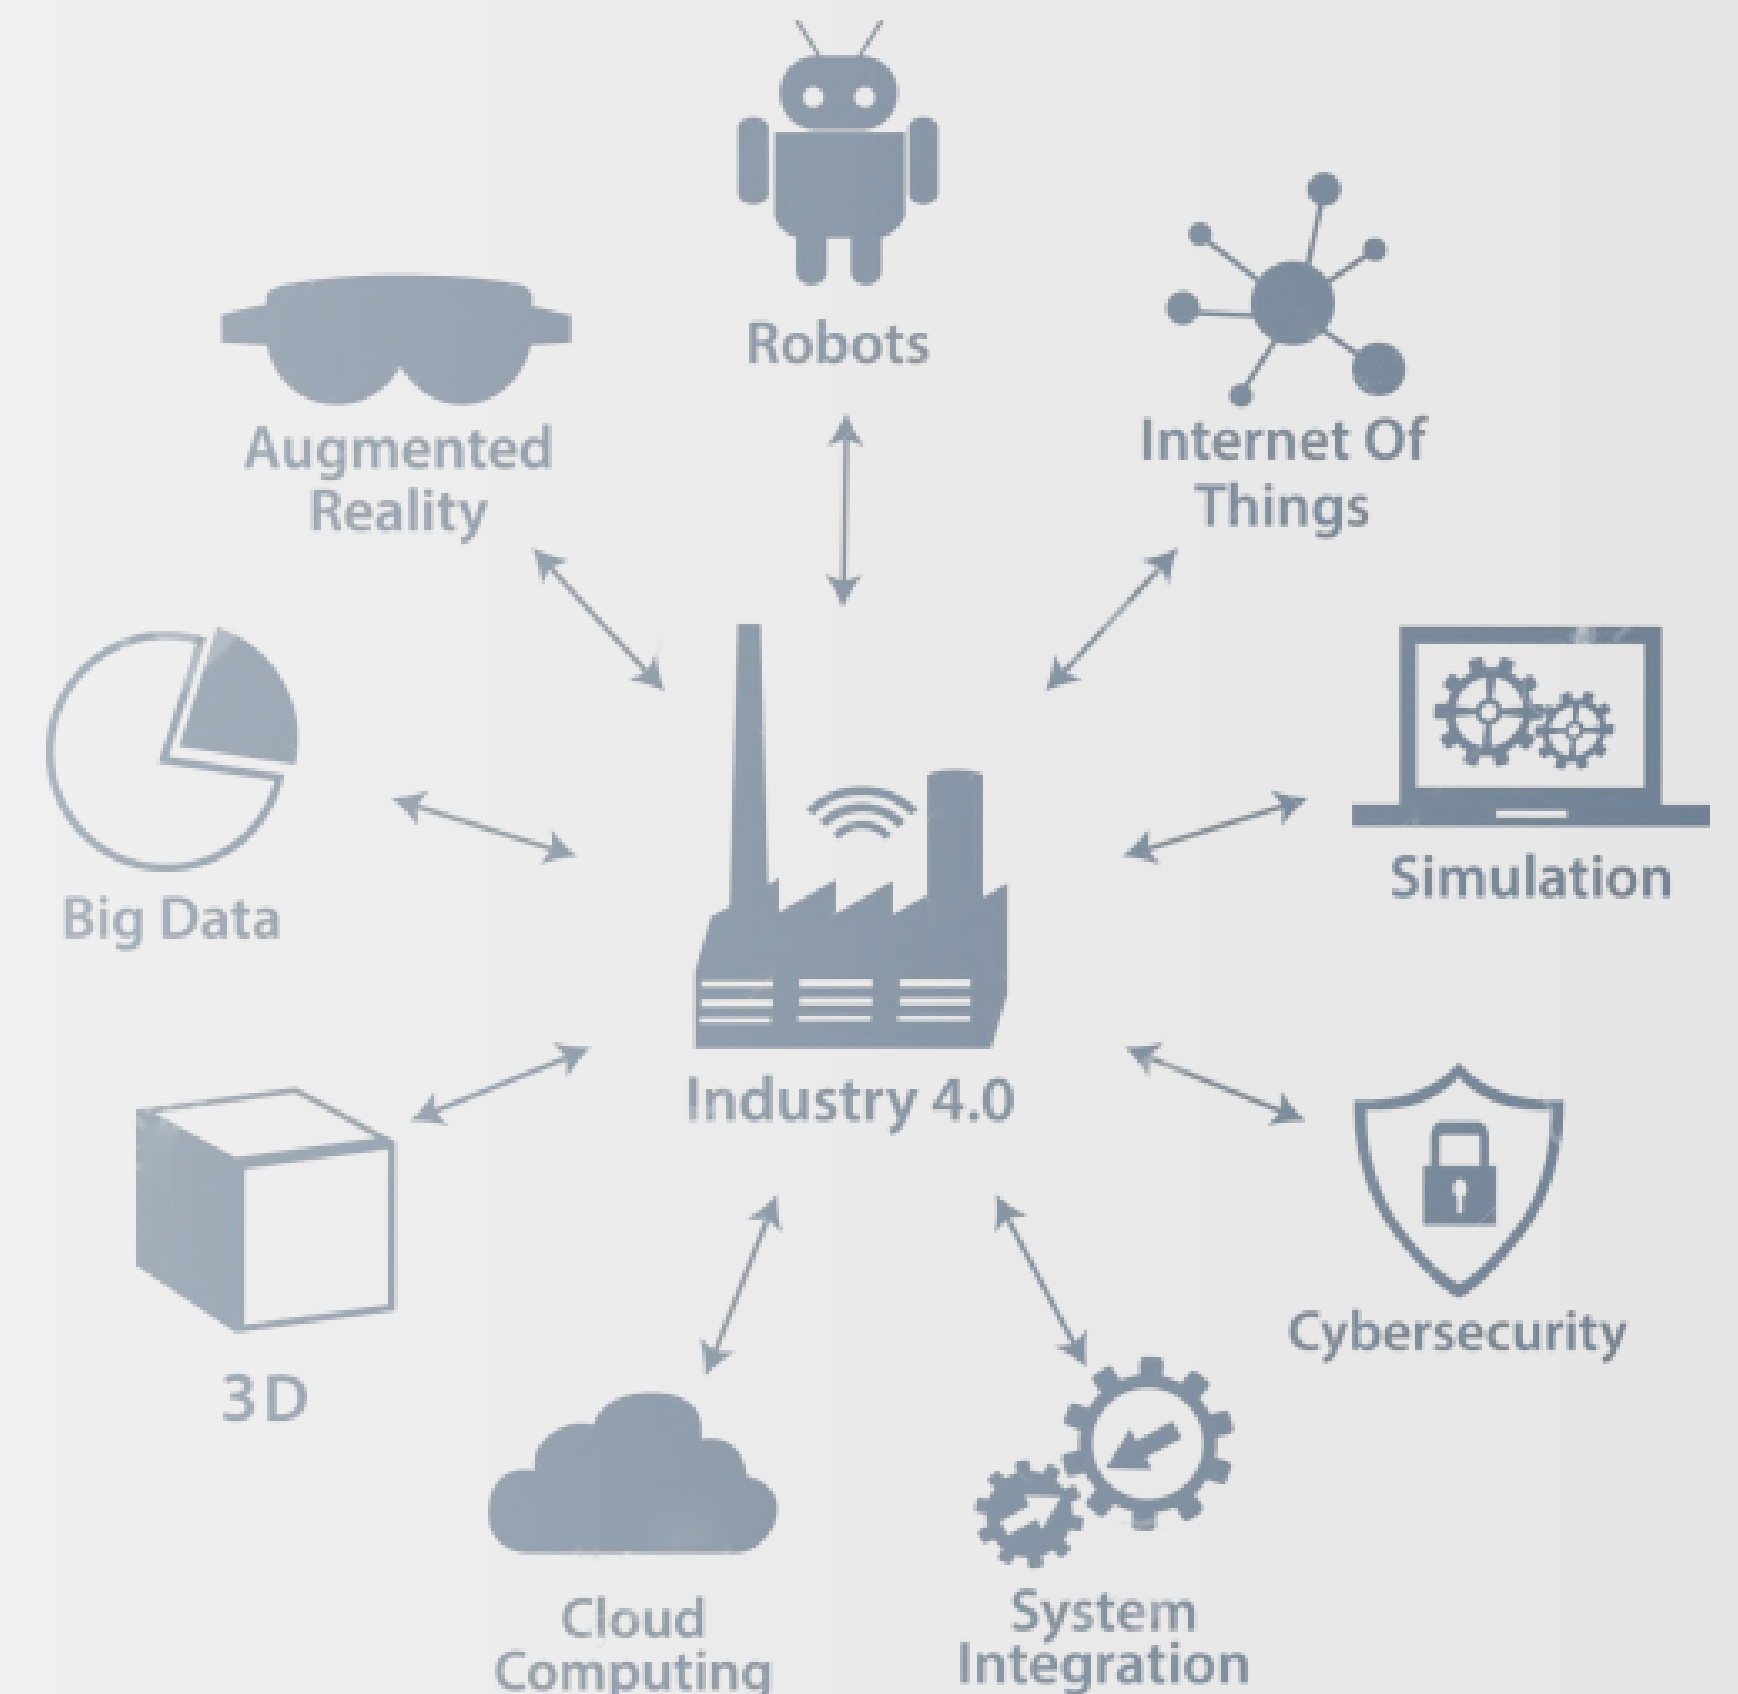 Robots
Internet Of
Things
Augmented
Reality
Simulation
Big Data
Industry 4.0
Cybersecurity
3D
Cloud
Computing
System
Integration